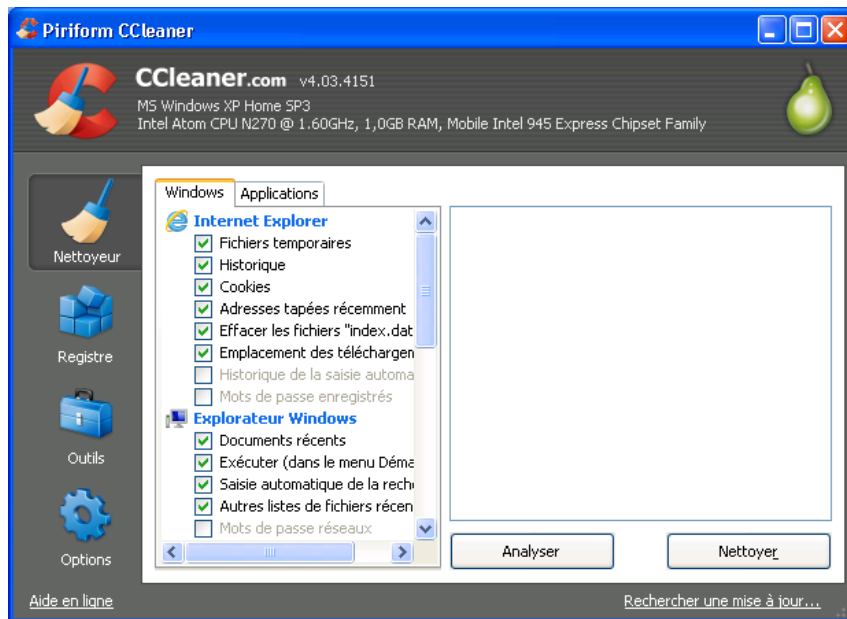 Piriform CCleaner
CCleaner.com v4.03.4151
MS Windows XP Home SP3
Intel Atom CPU N270 @ 1.60GHz, 1,0GB RAM, Mobile Intel 945 Express Chipset Family
Nettoyeur
Registre
Outils
Options
Windows Applications
Internet Explorer
Fichiers temporaires
Historique
Cookies
Adresses tapées récemment
Effacer les fichiers "index.dat
Emplacement des téléchargen
Historique de la saisie automa
Mots de passe enregistrés
Explorateur Windows
Documents récents
Exécuter (dans le menu Déma
Saisie automatique de la rech
Autres listes de fichiers récen
Mots de passe réseaux
Analyser
Nettoyer
Aide en ligne
Rechercher une mise à jour...